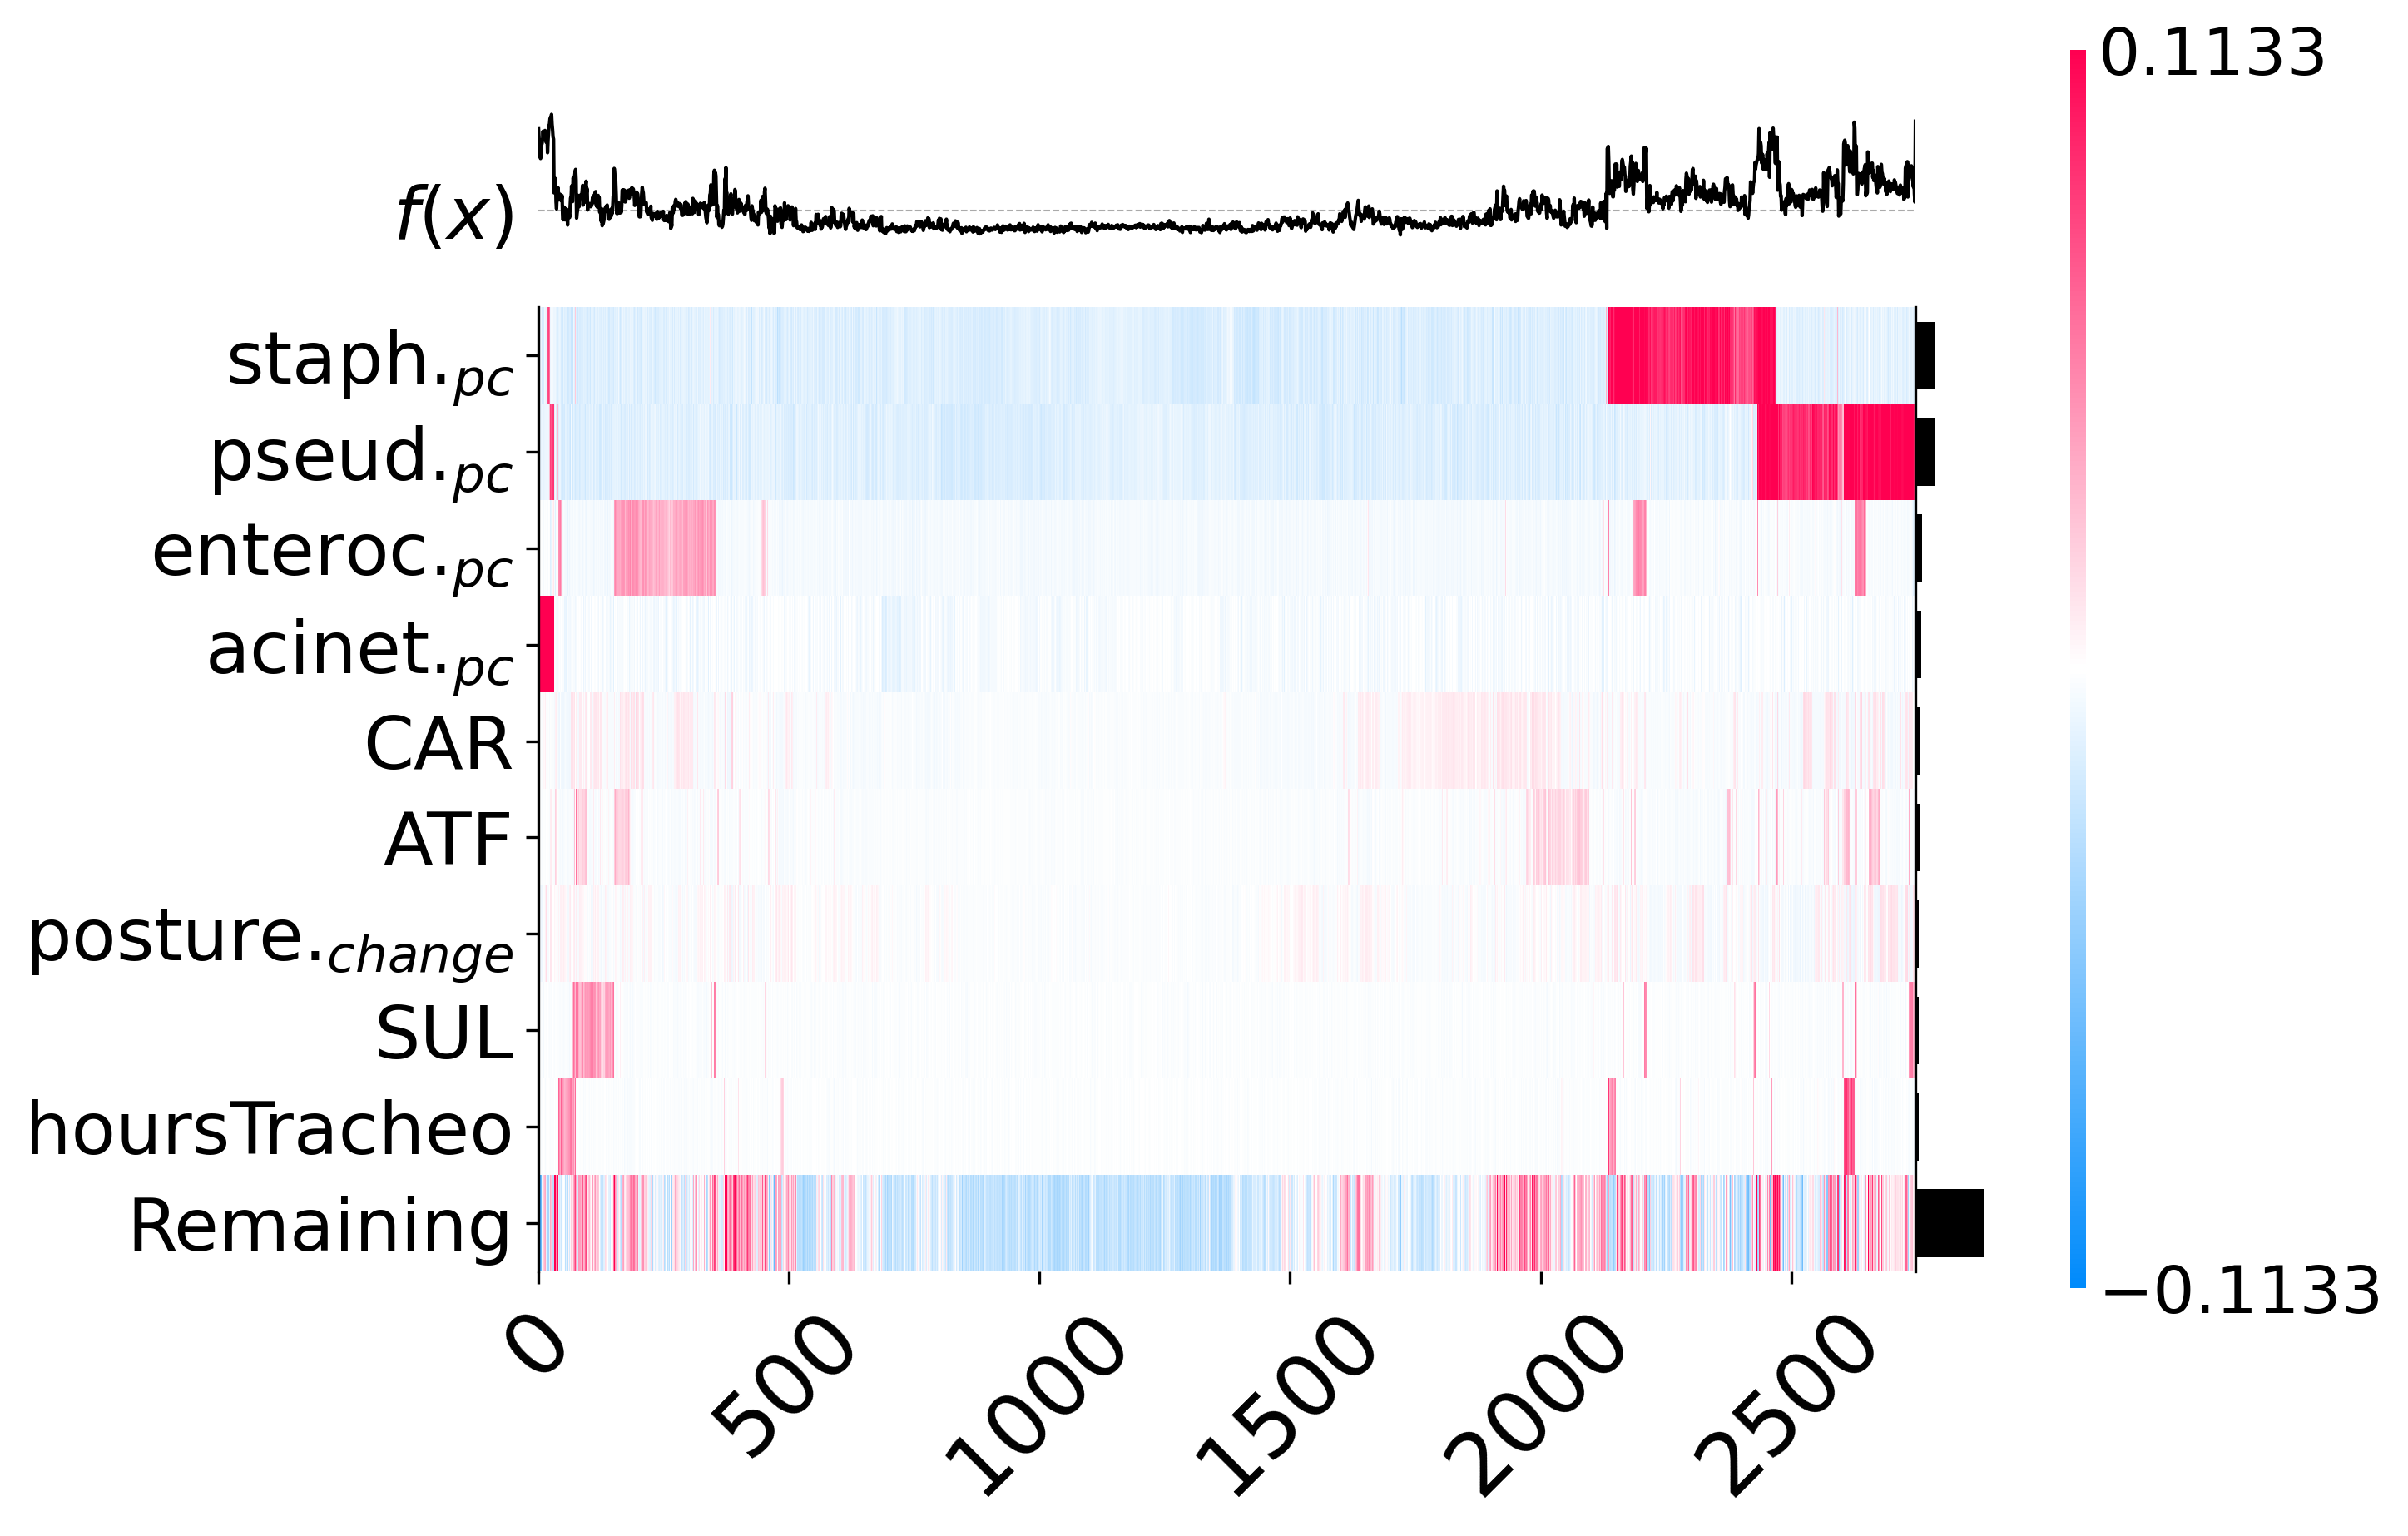 0.1133
f(x)
staph.pc
pseud.pc
enteroc.pc
acinet.pc
CAR
ATF
posture.change
SUL
hoursTracheo
Remaining
−0.1133
0 500 1000 1500 2000 2500